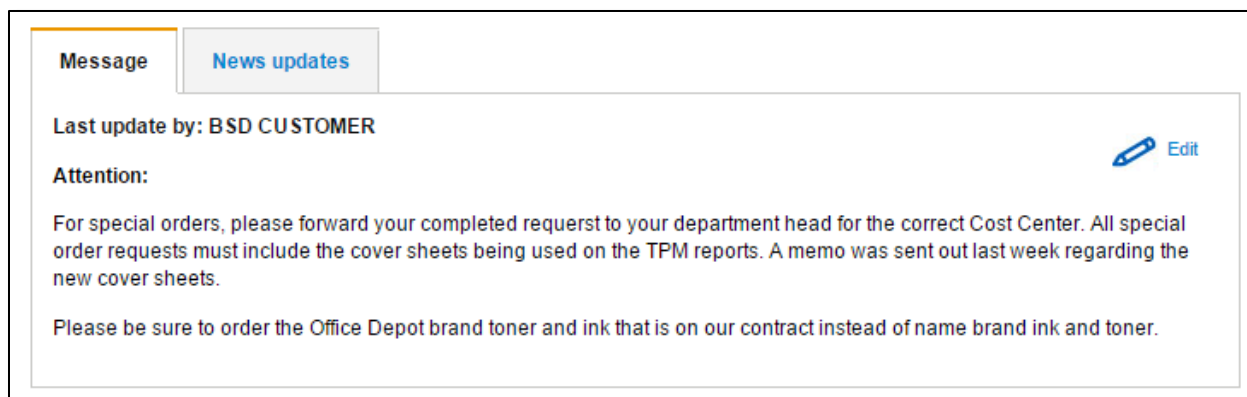 Message
News updates
Last update by: BSD CUSTOMER
Edit
Attention:
For special orders, please forward your completed requerst to your department head for the correct Cost Center. All special
order requests must include the cover sheets being used on the TPM reports. A memo was sent out last week regarding the
new cover sheets.
Please be sure to order the Office Depot brand toner and ink that is on our contract instead of name brand ink and toner.